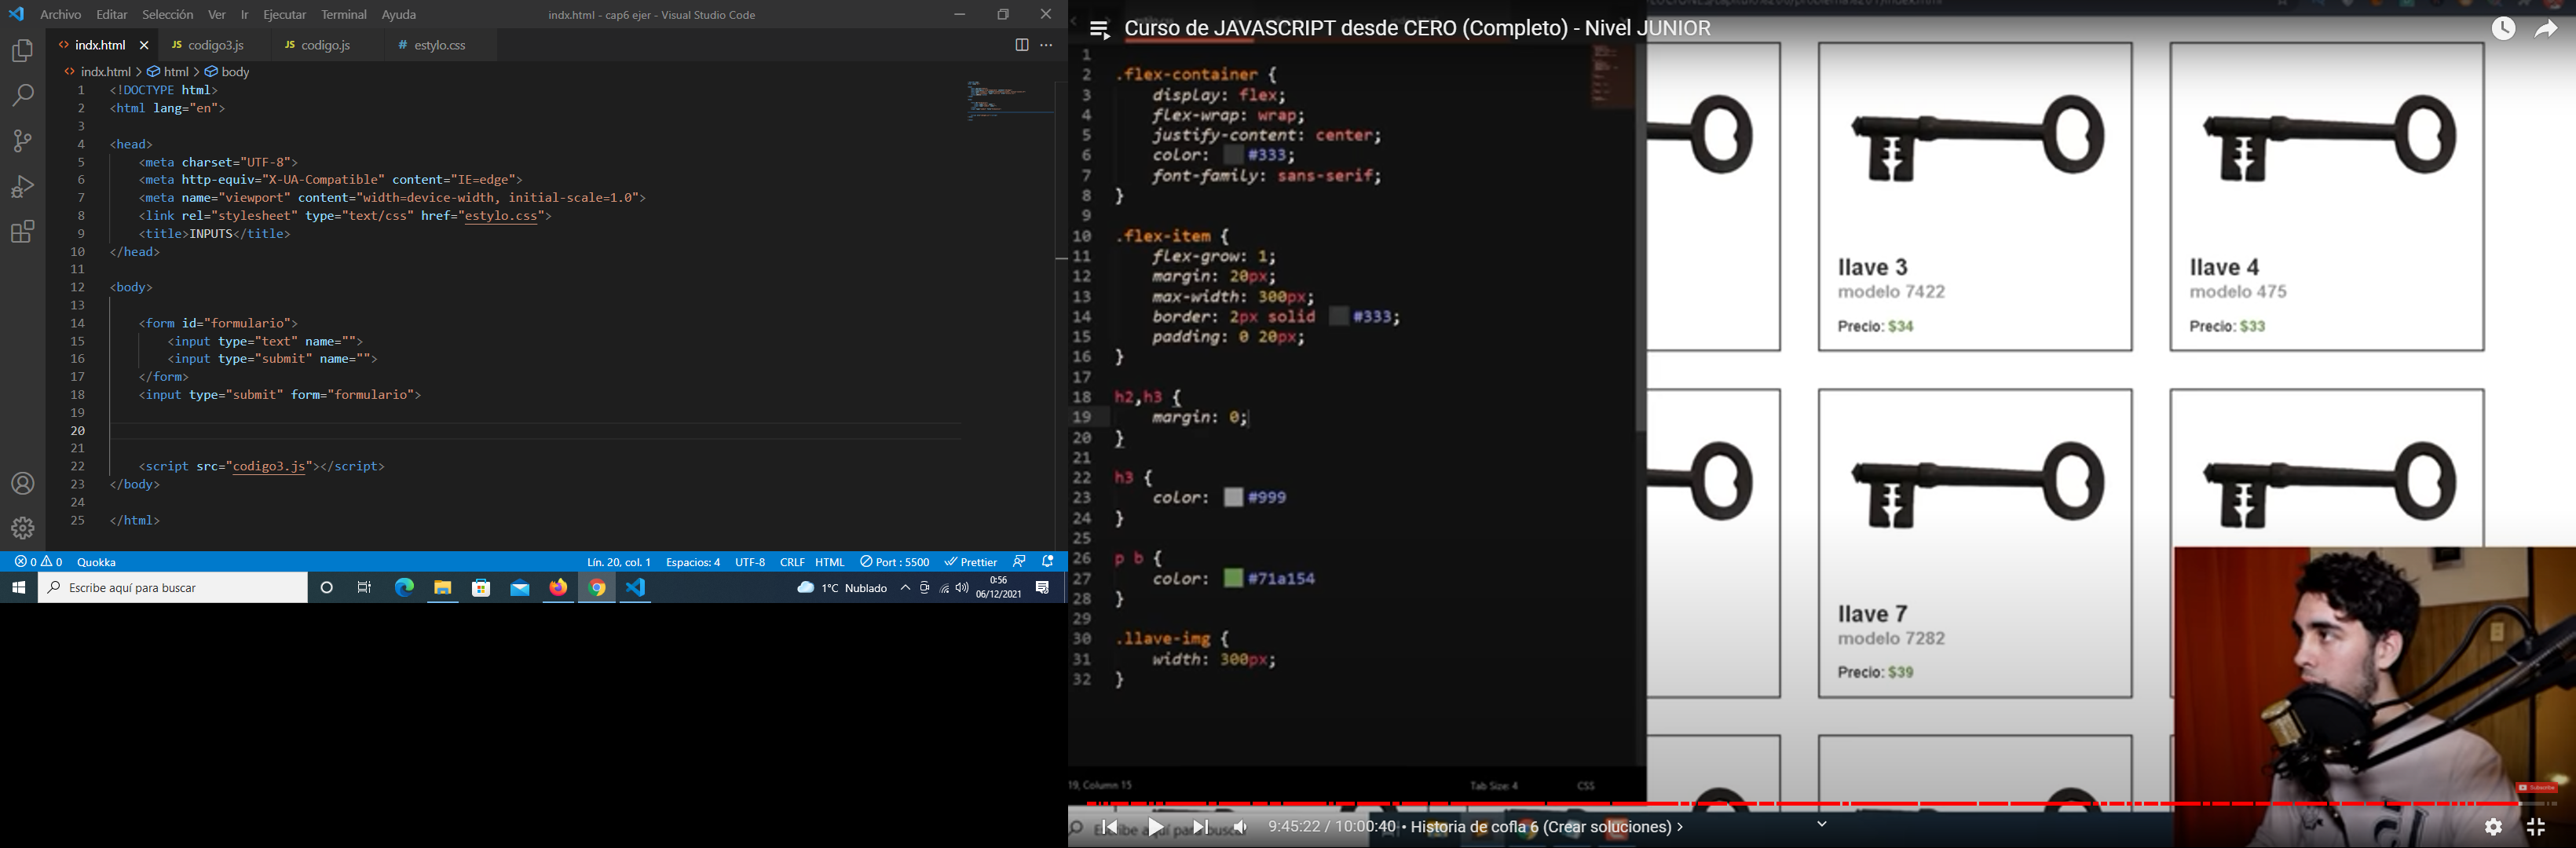 Archivo Editar Selección Ver Ir Ejecutar Terminal Ayuda
indx.html - cap6 ejer - Visual Studio Code
indx.html
JS codigo3.js
JS codigo.js
# estylo.css
indx.html > html > body
1 <!DOCTYPE html>
2 <html lang="en">
3
4 <head>
5 <meta charset="UTF-8">
6 <meta http-equiv="X-UA-Compatible" content="IE=edge">
7 <meta name="viewport" content="width=device-width, initial-scale=1.0">
8 <link rel="stylesheet" type="text/css" href="estylo.css">
9 <title>INPUTS</title>
10 </head>
11
12 <body>
13
14 <form id="formulario">
15 <input type="text" name="">
16 <input type="submit" name="">
17 </form>
18 <input type="submit" form="formulario">
19
20
21
22 <script src="codigo3.js"></script>
23 </body>
24
25 </html>
0 0 Quokka
Lín. 20, col. 1 Espacios: 4 UTF-8 CRLF HTML Port : 5500 Prettier
Escribe aquí para buscar
1°C Nublado
0:56
06/12/2021
Curso de JAVASCRIPT desde CERO (Completo) - Nivel JUNIOR
1
2 .flex-container {
3 display: flex;
4 flex-wrap: wrap;
5 justify-content: center;
6 color: #333;
7 font-family: sans-serif;
8 }
9
10 .flex-item {
11 flex-grow: 1;
12 margin: 20px;
13 max-width: 300px;
14 border: 2px solid #333;
15 padding: 0 20px;
16 }
17
18 h2,h3 {
19 margin: 0;
20 }
21
22 h3 {
23 color: #999
24 }
25
26 p b {
27 color: #71a154
28 }
29
30 .llave-img {
31 width: 300px;
32 }
19, Column 15
Tab Size: 4
CSS
llave 3
modelo 7422
Precio: $34
llave 4
modelo 475
Precio: $33
llave 7
modelo 7282
Precio: $39
Subscribe
9:45:22 / 10:00:40 • Historia de cofla 6 (Crear soluciones) >